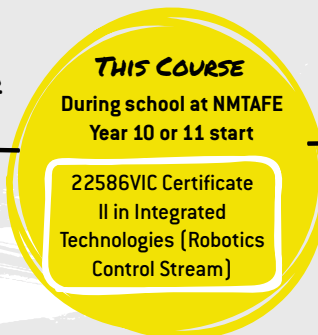 THIS COURSE
During school at NMTAFE
Year 10 or 11 start
22586VIC Certificate
II in Integrated
Technologies (Robotics
Control Stream)